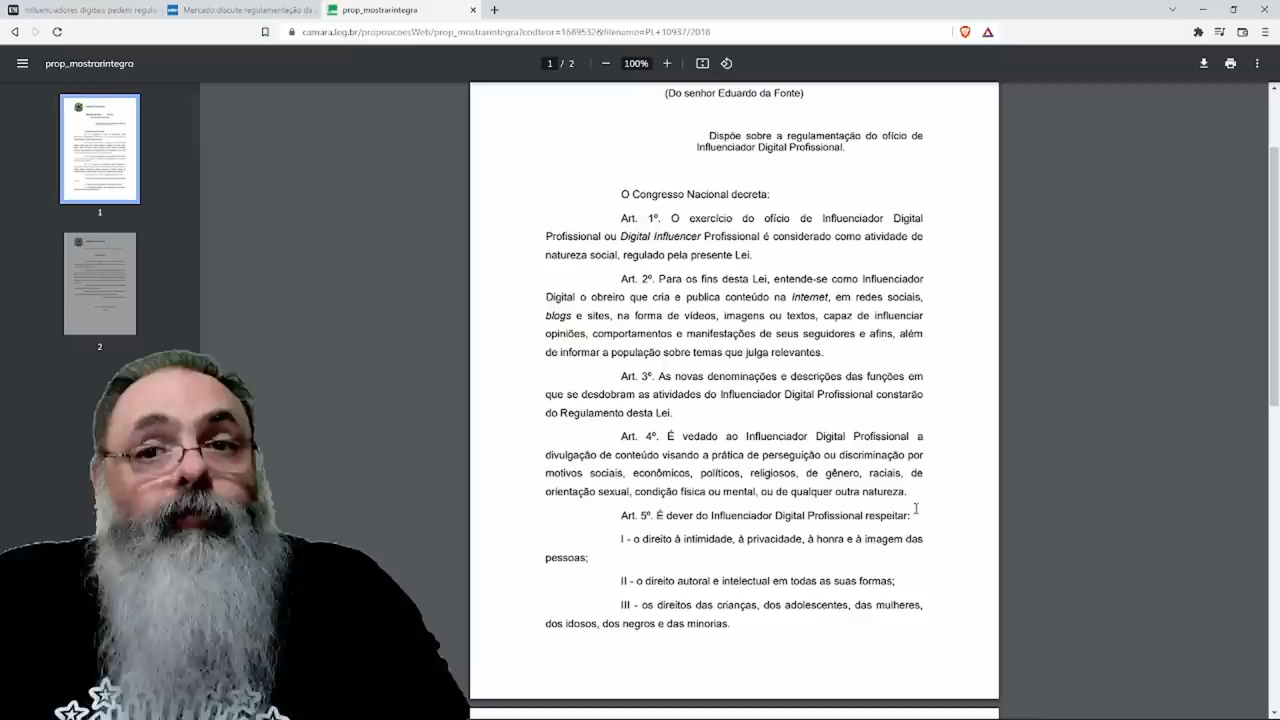 influenciadores digitais pedem regul
Mercado discute regulamentação da
prop_mostrarintegra
camara.leg.br/proposicoesWeb/prop_mostrarintegra?codteor=1689532&filename=PL+10937/2018
prop_mostrarintegra
1 / 2
100%
(Do senhor Eduardo da Fonte)
Dispõe sobre a regulamentação do ofício de
Influenciador Digital Profissional.
O Congresso Nacional decreta:
Art. 1º. O exercício do ofício de Influenciador Digital
Profissional ou Digital Influencer Profissional é considerado como atividade de
natureza social, regulado pela presente Lei.
Art. 2º. Para os fins desta Lei, entende-se como Influenciador
Digital o obreiro que cria e publica conteúdo na Internet, em redes sociais,
blogs e sites, na forma de vídeos, imagens ou textos, capaz de influenciar
opiniões, comportamentos e manifestações de seus seguidores e afins, além
de informar a população sobre temas que julga relevantes.
Art. 3º. As novas denominações e descrições das funções em
que se desdobram as atividades do Influenciador Digital Profissional constarão
do Regulamento desta Lei.
Art. 4º. É vedado ao Influenciador Digital Profissional a
divulgação de conteúdo visando a prática de perseguição ou discriminação por
motivos sociais, econômicos, políticos, religiosos, de gênero, raciais, de
orientação sexual, condição física ou mental, ou de qualquer outra natureza.
Art. 5º. É dever do Influenciador Digital Profissional respeitar:
I - o direito à intimidade, à privacidade, à honra e à imagem das
pessoas;
II - o direito autoral e intelectual em todas as suas formas;
III - os direitos das crianças, dos adolescentes, das mulheres,
dos idosos, dos negros e das minorias.
1
2